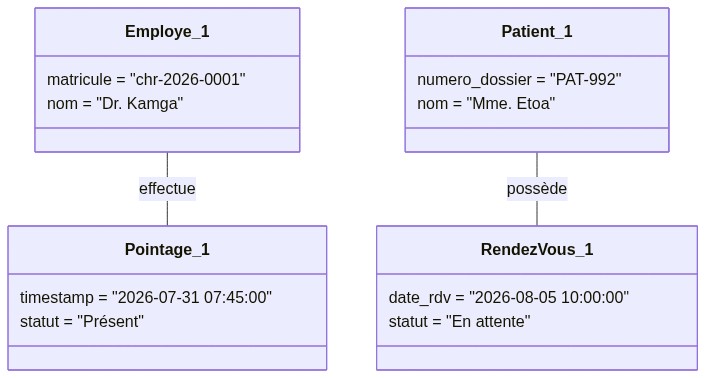 Employe_1
matricule = "chr-2026-0001"
nom = "Dr. Kamga"
effectue
Pointage_1
timestamp = "2026-07-31 07:45:00"
statut = "Présent"
Patient_1
numero_dossier = "PAT-992"
nom = "Mme. Etoa"
possède
RendezVous_1
date_rdv = "2026-08-05 10:00:00"
statut = "En attente"